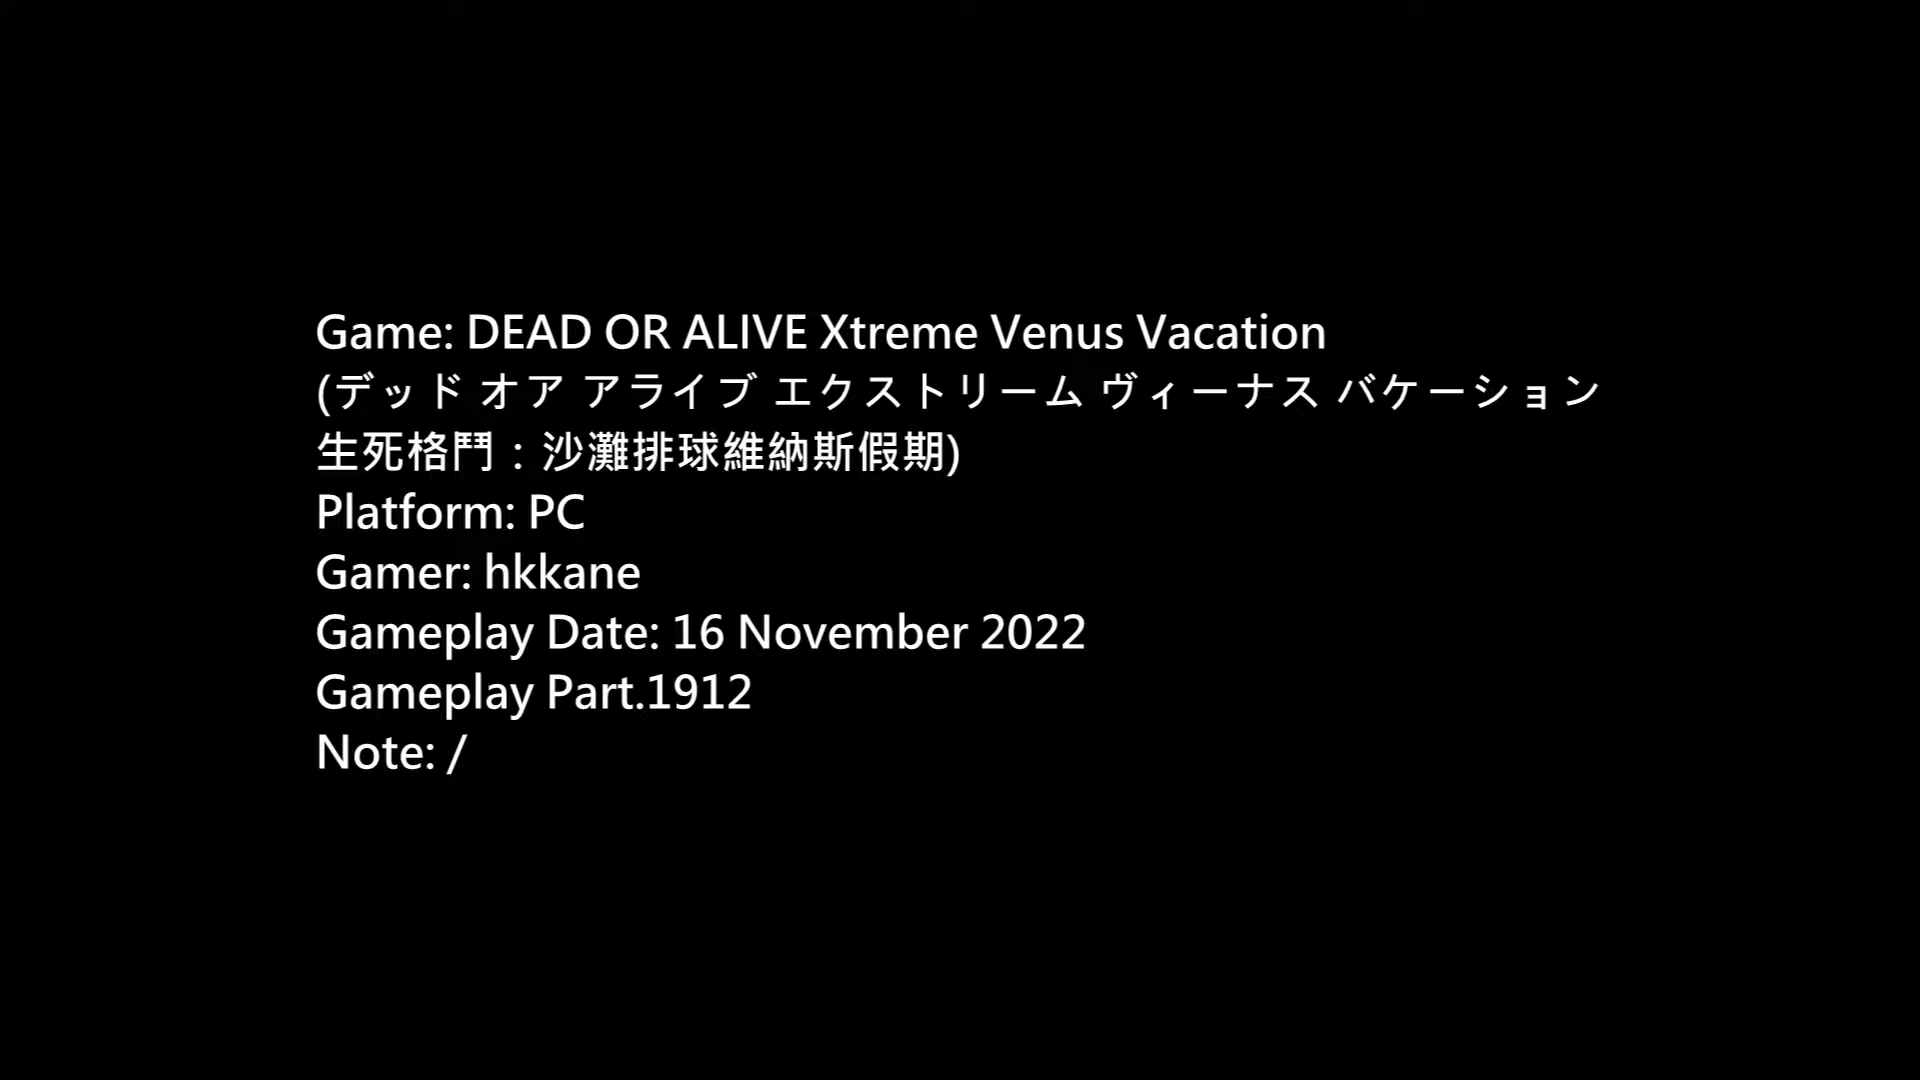 Game: DEAD OR ALIVE Xtreme Venus Vacation
(デッド オア アライブ エクストリーム ヴィーナス バケーション
生死格鬥：沙灘排球維納斯假期)
Platform: PC
Gamer: hkkane
Gameplay Date: 16 November 2022
Gameplay Part.1912
Note: /